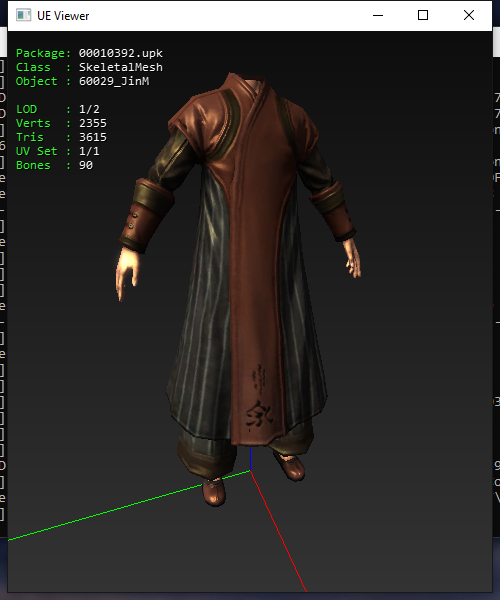 UE Viewer
Package: 00010392.upk
Class : SkeletalMesh
Object : 60029_JinM
LOD : 1/2
Verts : 2355
Tris : 3615
UV Set : 1/1
Bones : 90